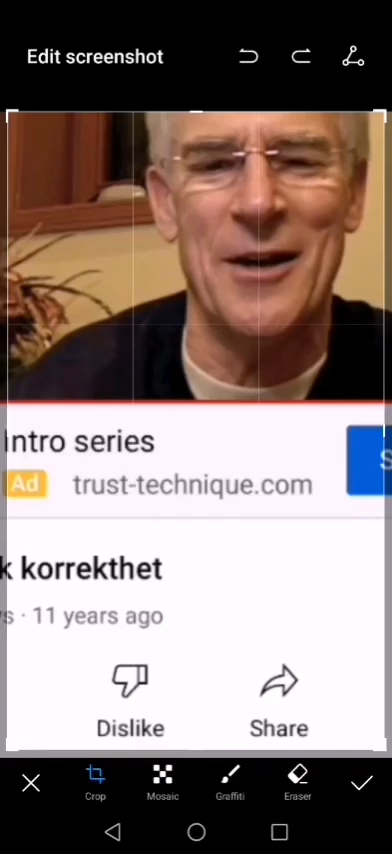 Edit screenshot
Intro series
Ad trust-technique.com
k korrekthet
s · 11 years ago
Dislike Share
Crop Mosaic Graffiti Eraser